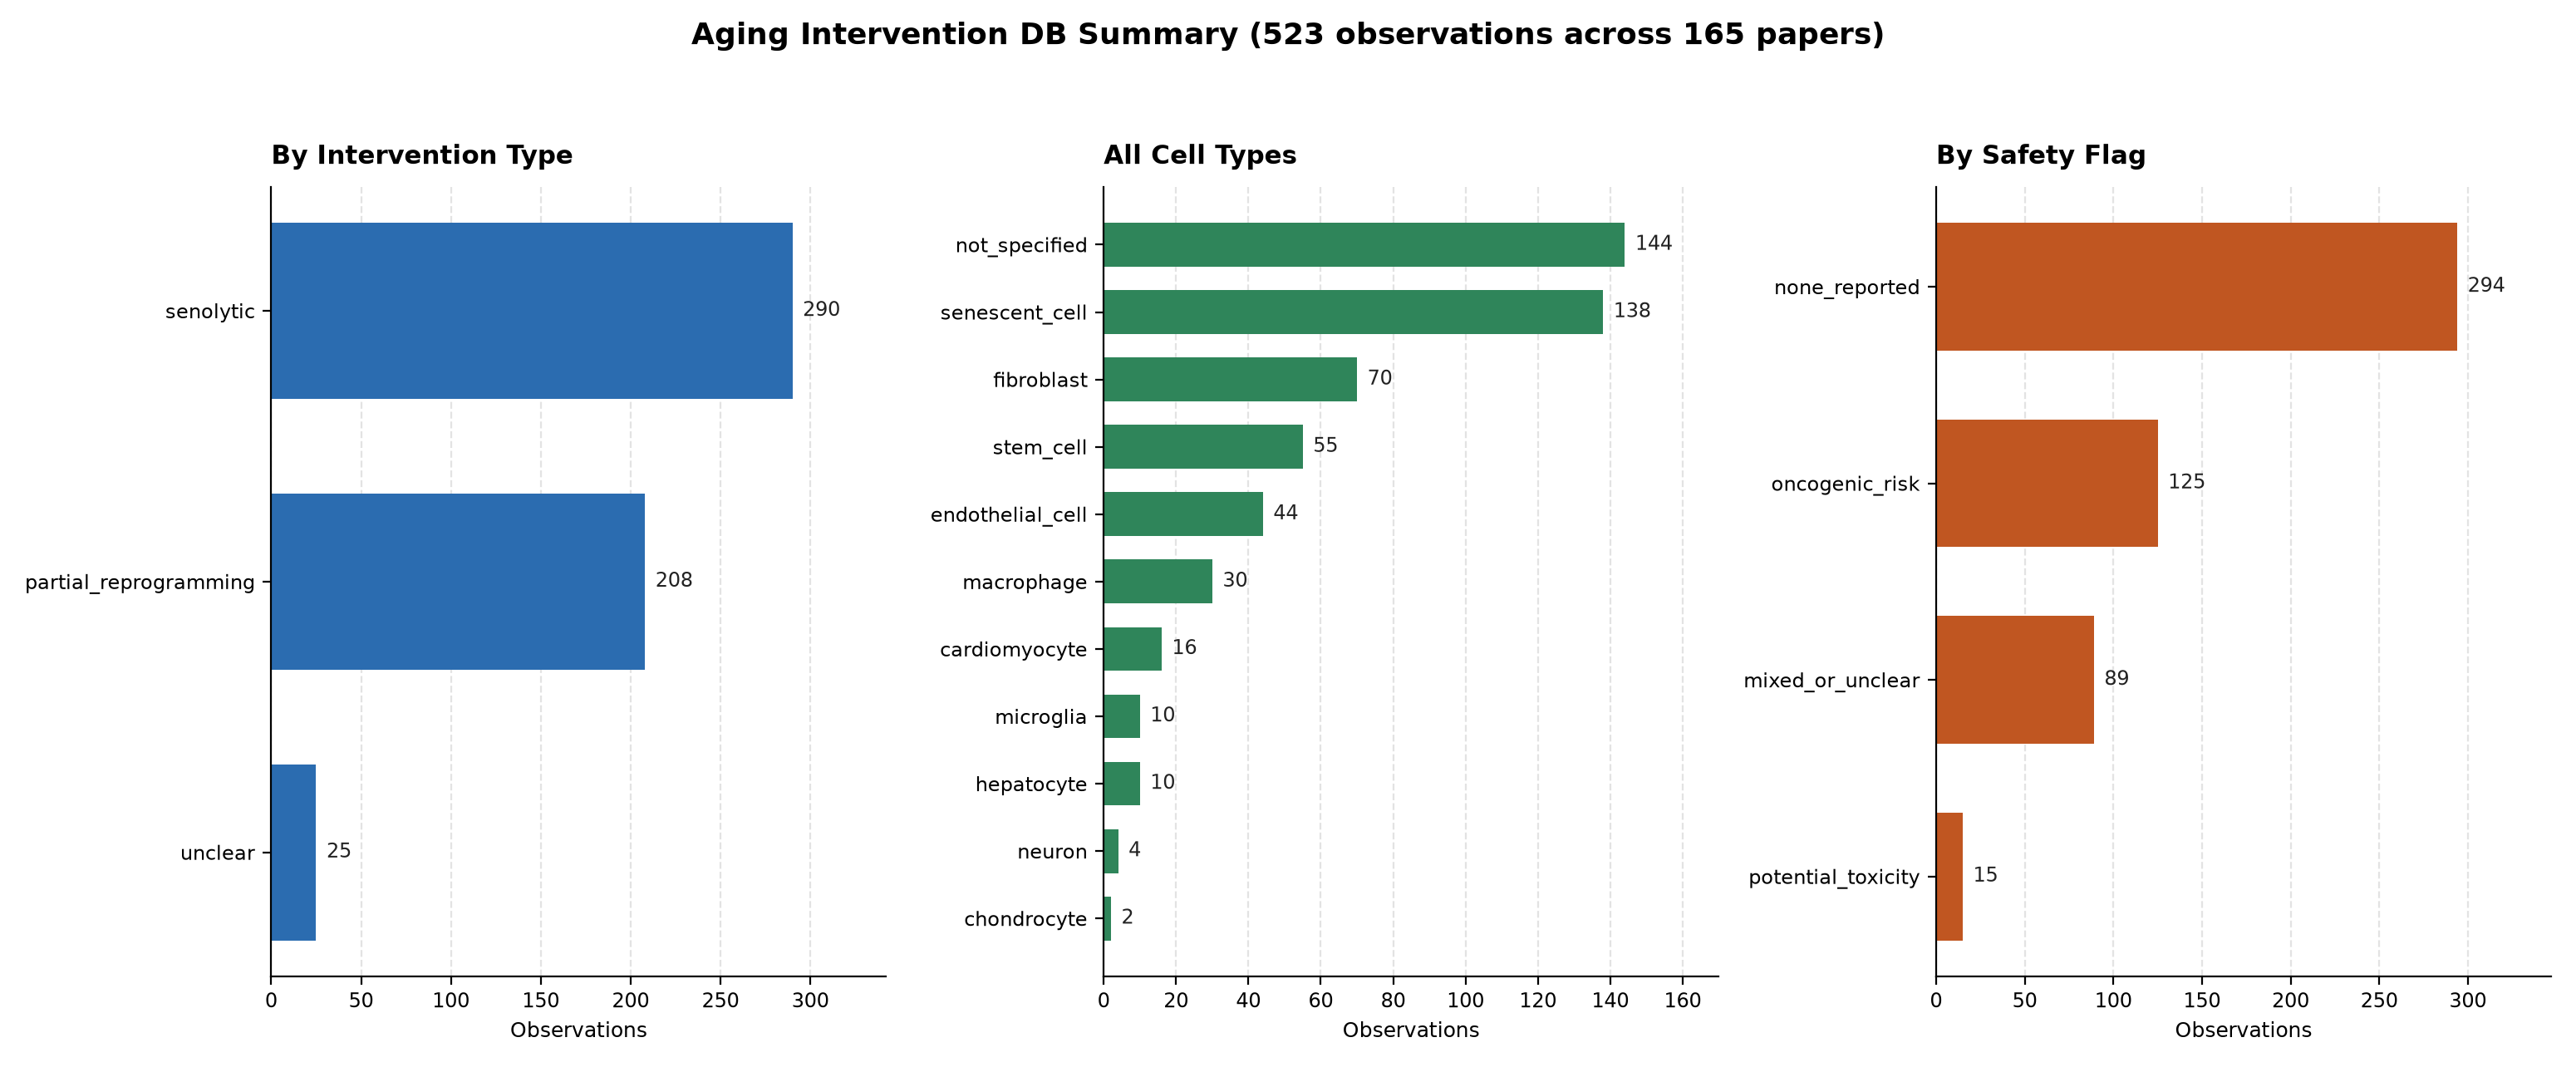 Aging Intervention DB Summary (523 observations across 165 papers)
By Intervention Type
senolytic
290
partial_reprogramming
208
unclear
25
0 50 100 150 200 250 300
Observations
All Cell Types
not_specified
144
senescent_cell
138
fibroblast
70
stem_cell
55
endothelial_cell
44
macrophage
30
cardiomyocyte
16
microglia
10
hepatocyte
10
neuron
4
chondrocyte
2
0 20 40 60 80 100 120 140 160
Observations
By Safety Flag
none_reported
294
oncogenic_risk
125
mixed_or_unclear
89
potential_toxicity
15
0 50 100 150 200 250 300
Observations